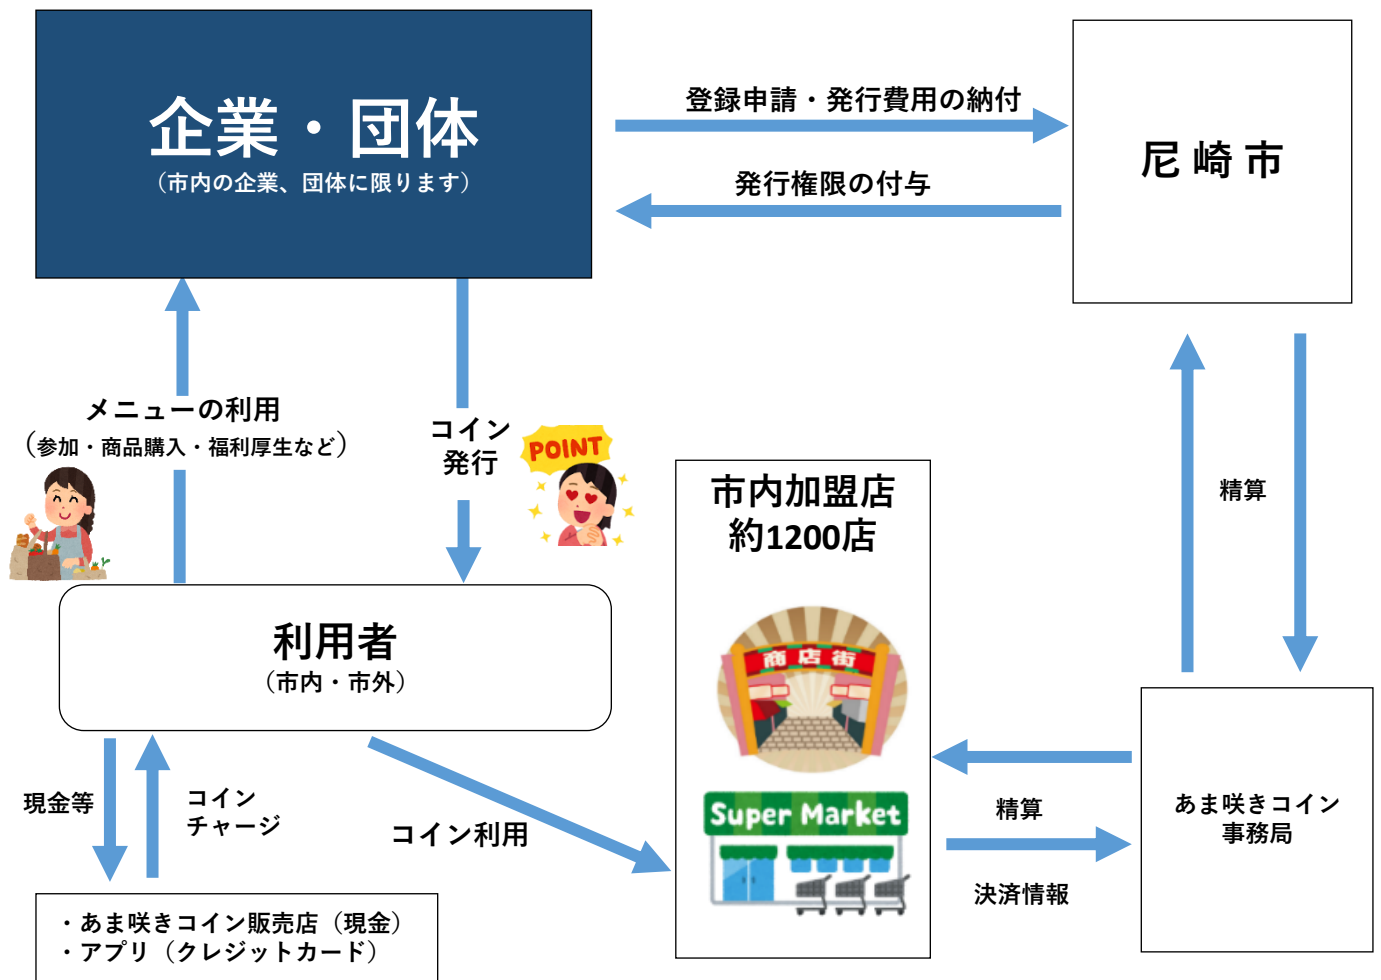 企業・団体
（市内の企業、団体に限ります）
登録申請・発行費用の納付
発行権限の付与
尼崎市
メニューの利用
（参加・商品購入・福利厚生など）
コイン
発行
POINT
精算
市内加盟店
約1200店
商店街
Super Market
利用者
（市内・市外）
現金等
コイン
チャージ
コイン利用
精算
決済情報
あま咲きコイン
事務局
・あま咲きコイン販売店（現金）
・アプリ（クレジットカード）